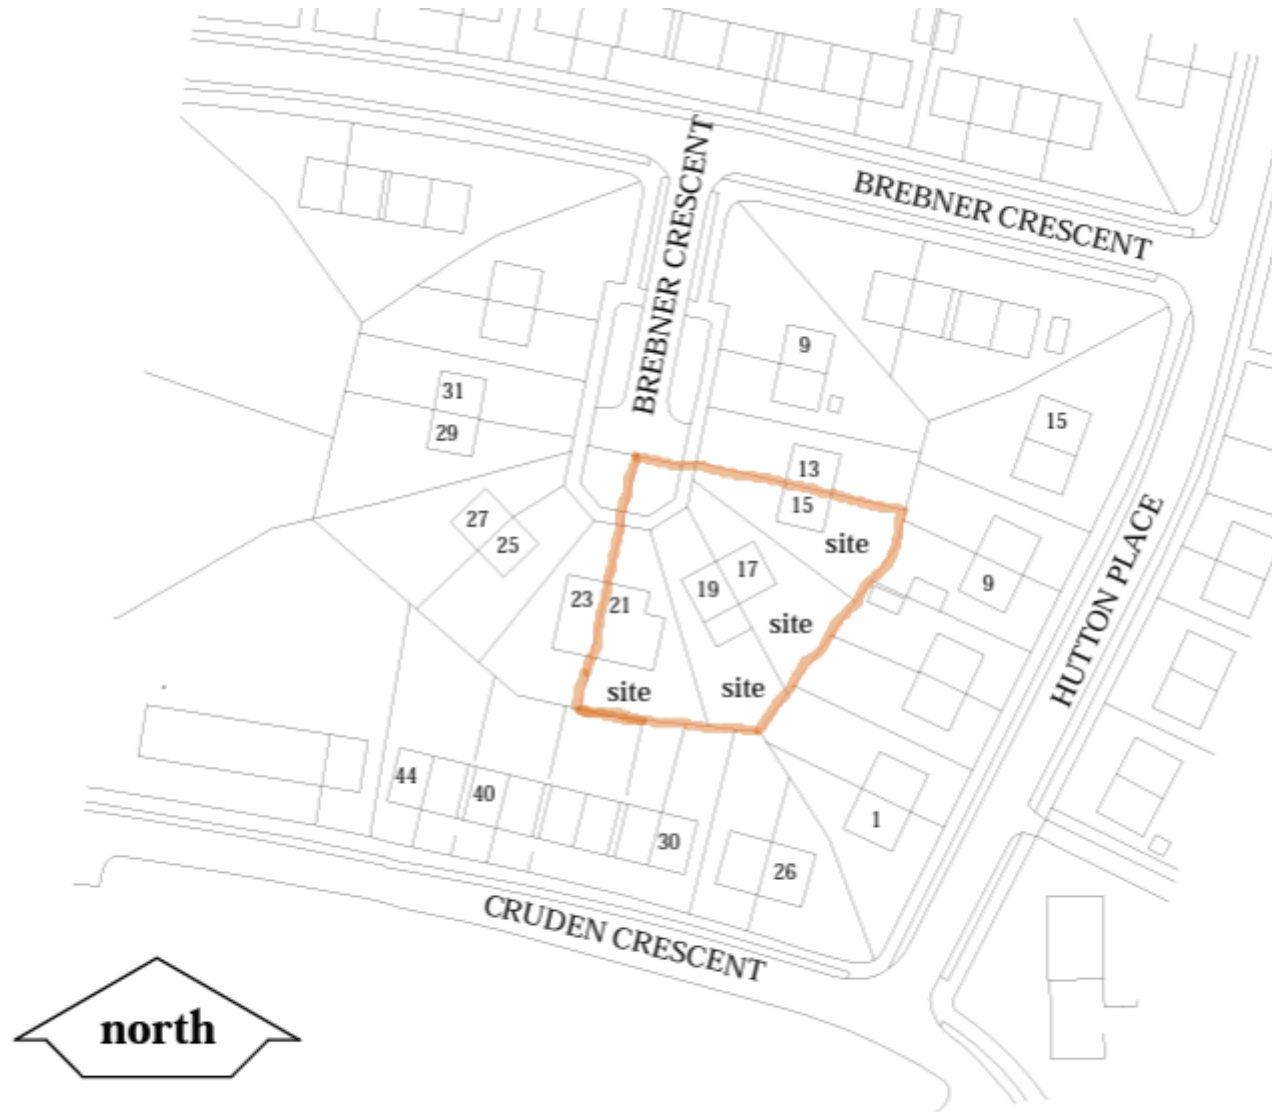 BREBNER CRESCENT
BREBNER CRESCENT
9
31
15
29
13
15
27
site
25
17
9
19
23
21
site
HUTTON PLACE
site
site
44
40
1
30
26
CRUDEN CRESCENT
north